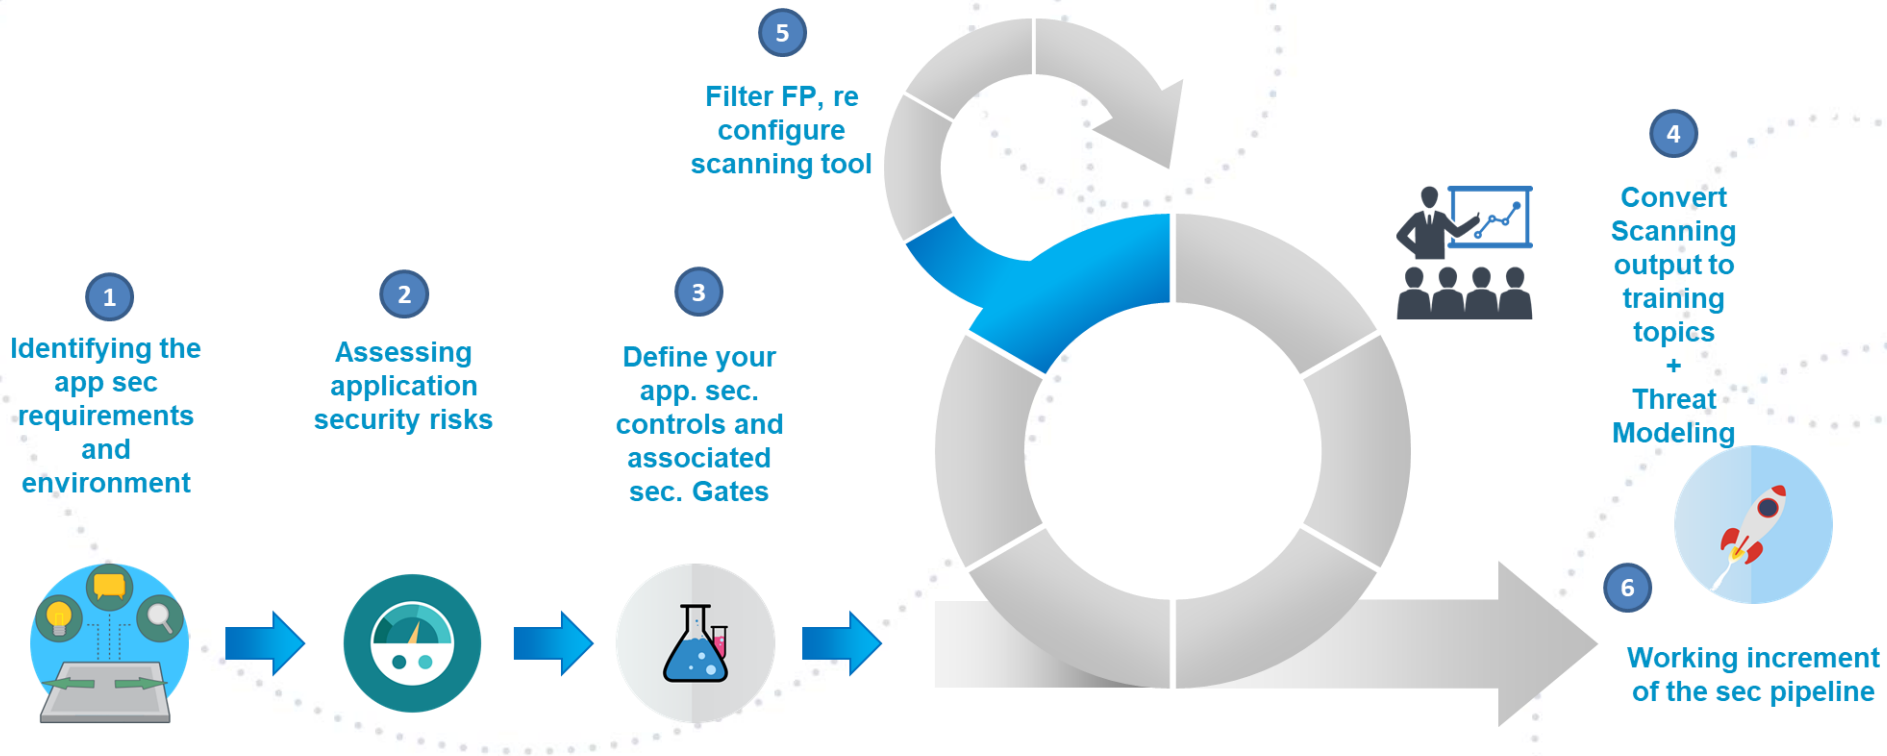 1
Identifying the
app sec
requirements
and
environment
2
Assessing
application
security risks
3
Define your
app. sec.
controls and
associated
sec. Gates
5
Filter FP, re
configure
scanning tool
4
Convert
Scanning
output to
training
topics
+
Threat
Modeling
6
Working increment
of the sec pipeline